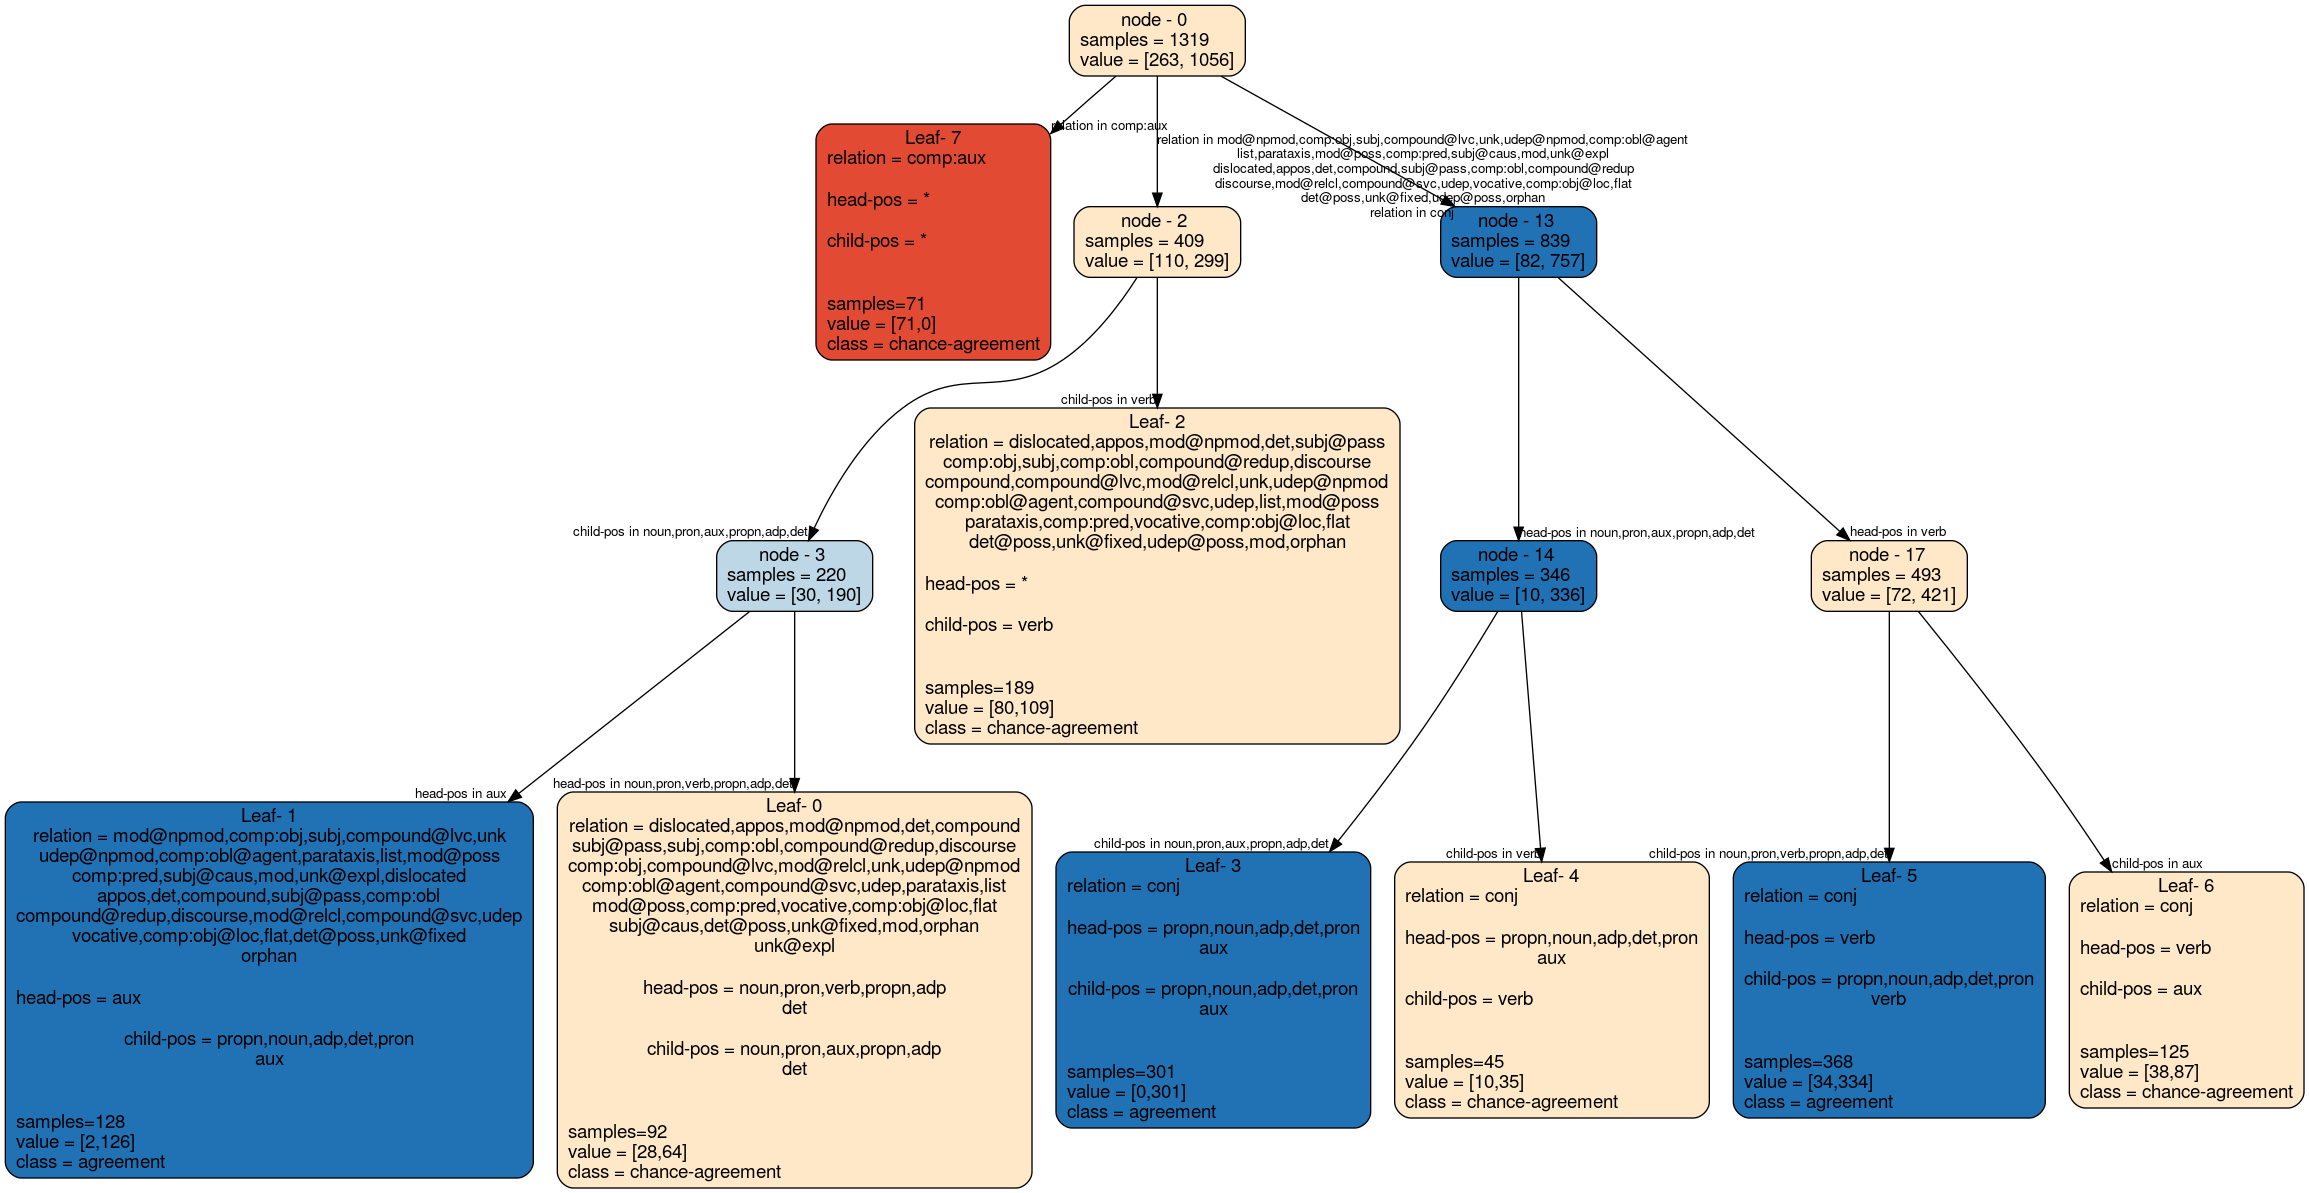 node - 0
samples = 1319
value = [263, 1056]
relation in comp:aux
Leaf- 7
relation = comp:aux
head-pos = *
child-pos = *
samples=71
value = [71,0]
class = chance-agreement
relation in mod@npmod,comp:obj,subj,compound@lvc,unk,udep@npmod,comp:obl@agent
list,parataxis,mod@poss,comp:pred,subj@caus,mod,unk@expl
dislocated,appos,det,compound,subj@pass,comp:obl,compound@redup
discourse,mod@relcl,compound@svc,udep,vocative,comp:obj@loc,flat
det@poss,unk@fixed,udep@poss,orphan
relation in conj
node - 2
samples = 409
value = [110, 299]
node - 13
samples = 839
value = [82, 757]
child-pos in verb
Leaf- 2
relation = dislocated,appos,mod@npmod,det,subj@pass
comp:obj,subj,comp:obl,compound@redup,discourse
compound,compound@lvc,mod@relcl,unk,udep@npmod
comp:obl@agent,compound@svc,udep,list,mod@poss
parataxis,comp:pred,vocative,comp:obj@loc,flat
det@poss,unk@fixed,udep@poss,mod,orphan
head-pos = *
child-pos = verb
samples=189
value = [80,109]
class = chance-agreement
child-pos in noun,pron,aux,propn,adp,det
node - 3
samples = 220
value = [30, 190]
head-pos in noun,pron,aux,propn,adp,det
node - 14
samples = 346
value = [10, 336]
head-pos in verb
node - 17
samples = 493
value = [72, 421]
head-pos in aux
Leaf- 1
relation = mod@npmod,comp:obj,subj,compound@lvc,unk
udep@npmod,comp:obl@agent,parataxis,list,mod@poss
comp:pred,subj@caus,mod,unk@expl,dislocated
appos,det,compound,subj@pass,comp:obl
compound@redup,discourse,mod@relcl,compound@svc,udep
vocative,comp:obj@loc,flat,det@poss,unk@fixed
orphan
head-pos = aux
child-pos = propn,noun,adp,det,pron
aux
samples=128
value = [2,126]
class = agreement
head-pos in noun,pron,verb,propn,adp,det
Leaf- 0
relation = dislocated,appos,mod@npmod,det,compound
subj@pass,subj,comp:obl,compound@redup,discourse
comp:obj,compound@lvc,mod@relcl,unk,udep@npmod
comp:obl@agent,compound@svc,udep,parataxis,list
mod@poss,comp:pred,vocative,comp:obj@loc,flat
subj@caus,det@poss,unk@fixed,mod,orphan
unk@expl
head-pos = noun,pron,verb,propn,adp
det
child-pos = noun,pron,aux,propn,adp
det
samples=92
value = [28,64]
class = chance-agreement
child-pos in noun,pron,aux,propn,adp,det
Leaf- 3
relation = conj
head-pos = propn,noun,adp,det,pron
aux
child-pos = propn,noun,adp,det,pron
aux
samples=301
value = [0,301]
class = agreement
child-pos in verb
Leaf- 4
relation = conj
head-pos = propn,noun,adp,det,pron
aux
child-pos = verb
samples=45
value = [10,35]
class = chance-agreement
child-pos in noun,pron,verb,propn,adp,det
Leaf- 5
relation = conj
head-pos = verb
child-pos = propn,noun,adp,det,pron
verb
samples=368
value = [34,334]
class = agreement
child-pos in aux
Leaf- 6
relation = conj
head-pos = verb
child-pos = aux
samples=125
value = [38,87]
class = chance-agreement